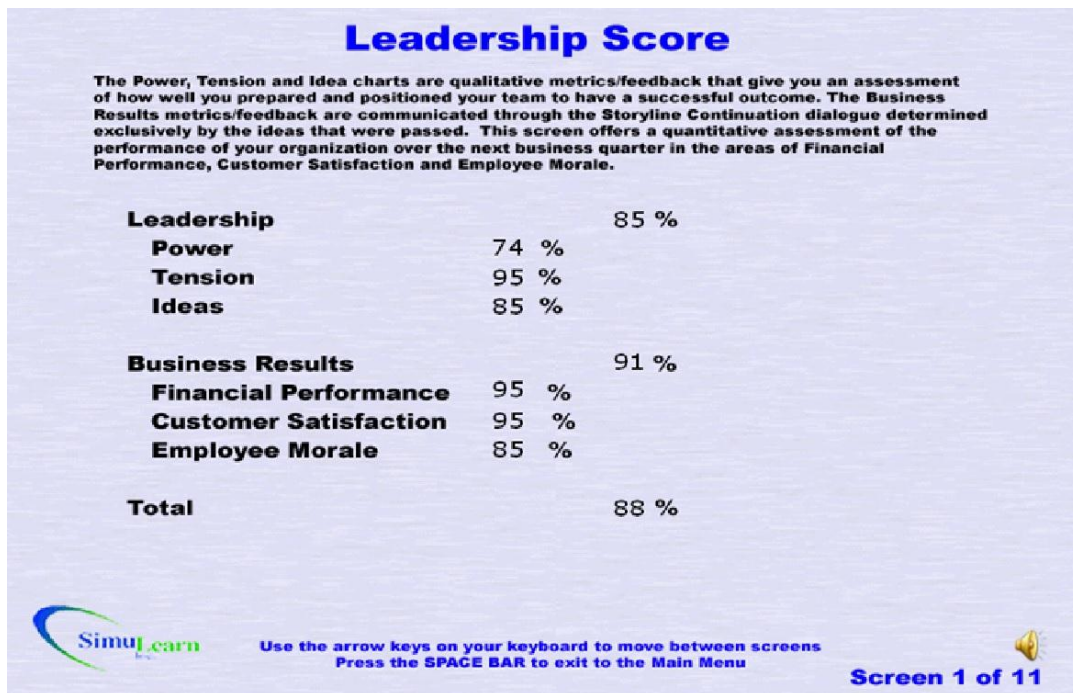 Leadership Score
The Power, Tension and Idea charts are qualitative metrics/feedback that give you an assessment
of how well you prepared and positioned your team to have a successful outcome. The Business
Results metrics/feedback are communicated through the Storyline Continuation dialogue determined
exclusively by the ideas that were passed. This screen offers a quantitative assessment of the
performance of your organization over the next business quarter in the areas of Financial
Performance, Customer Satisfaction and Employee Morale.
Leadership 85 %
Power 74 %
Tension 95 %
Ideas 85 %
Business Results 91 %
Financial Performance 95 %
Customer Satisfaction 95 %
Employee Morale 85 %
Total 88 %
SimuLearn
Inc.
Use the arrow keys on your keyboard to move between screens
Press the SPACE BAR to exit to the Main Menu
Screen 1 of 11